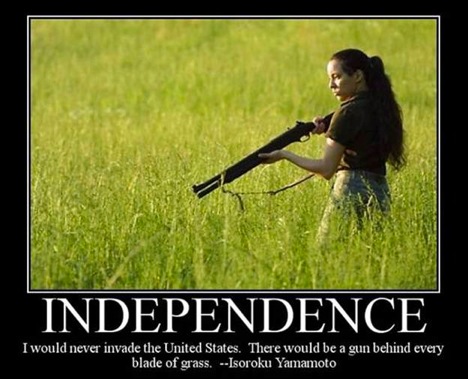 INDEPENDENCE
I would never invade the United States.  There would be a gun behind every
blade of grass.  --Isoroku Yamamoto